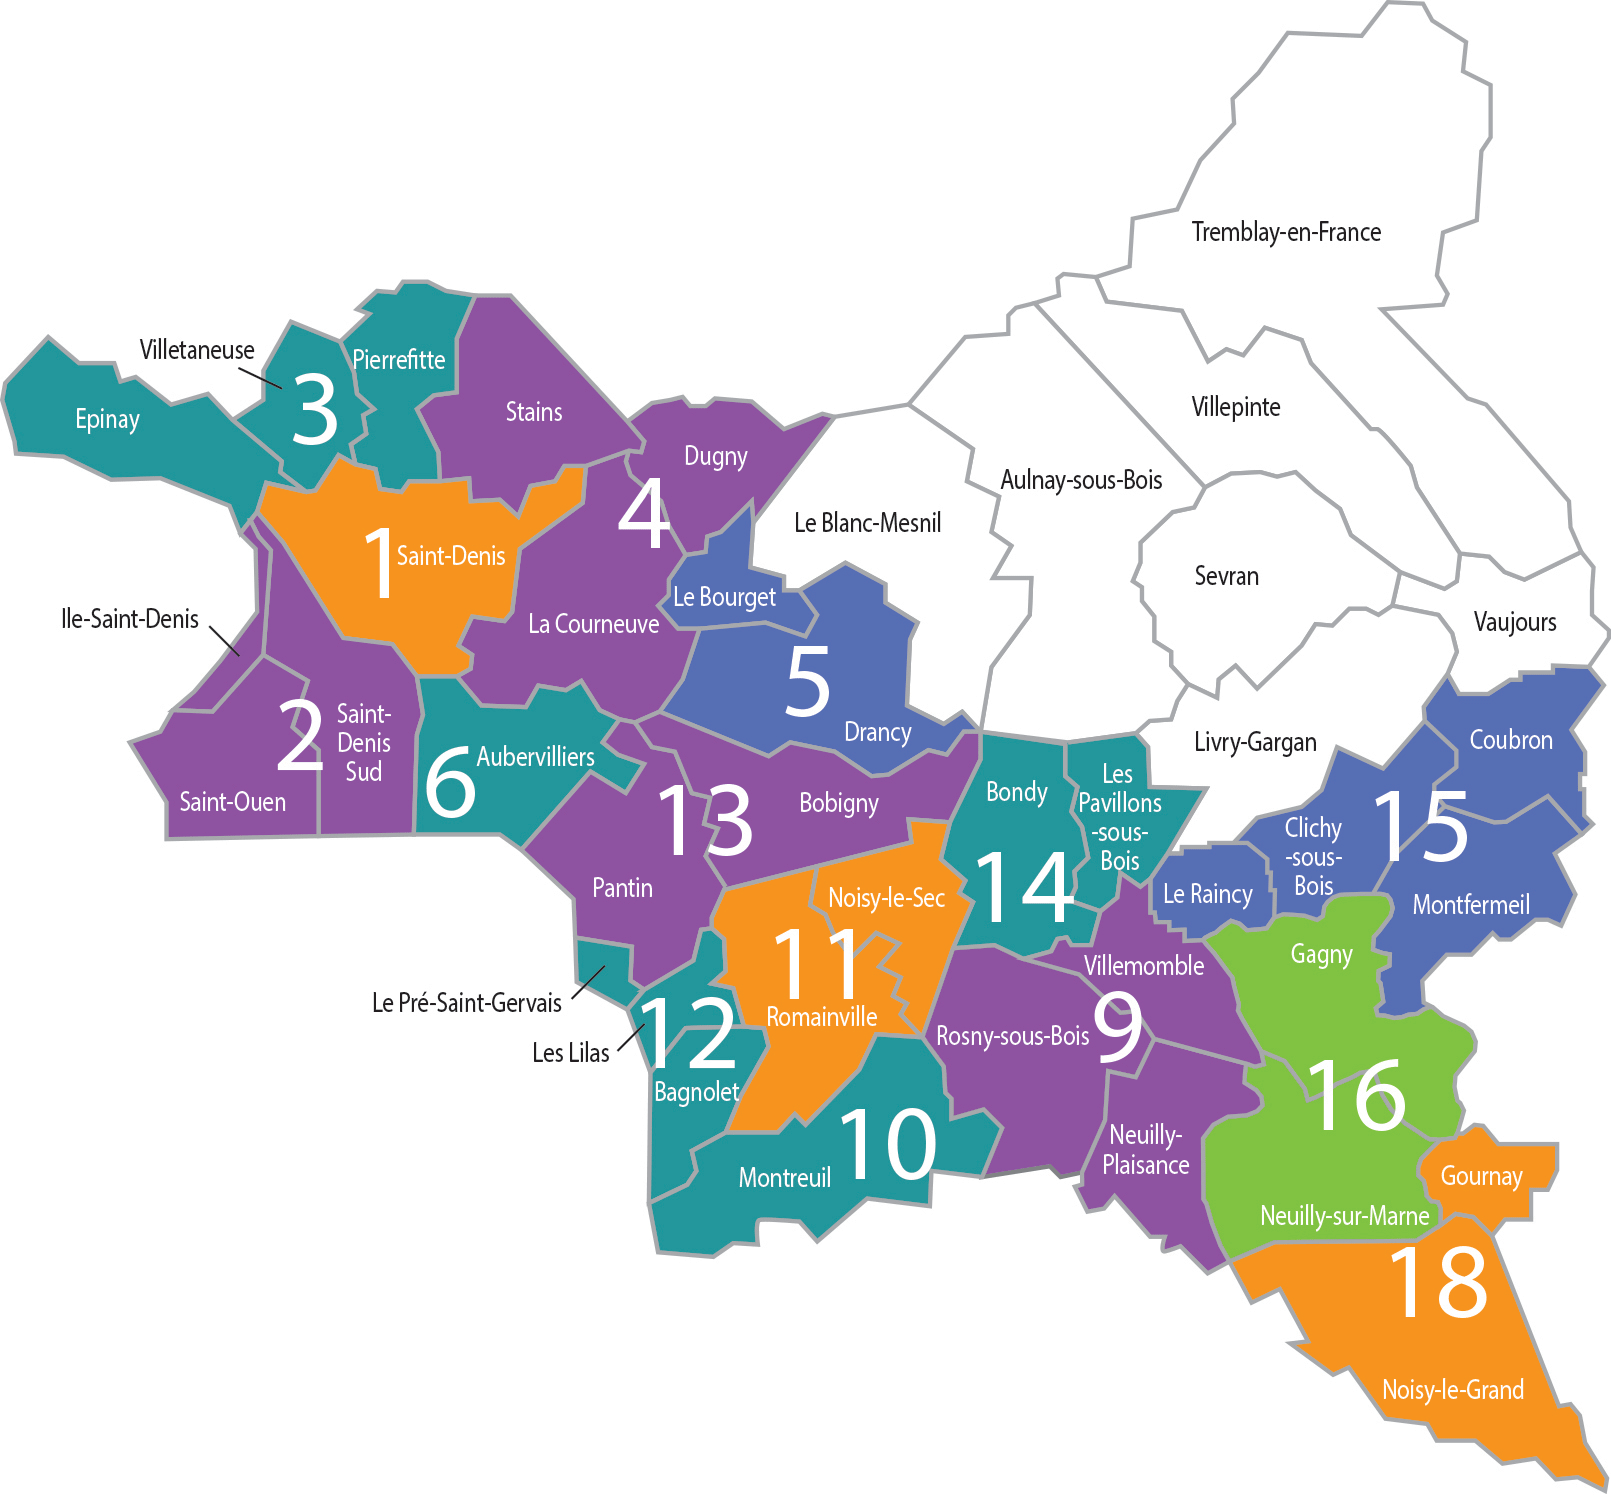 Tremblay-en-France
Villetaneuse
Pierrefitte
3
Epinay
Stains
Villepinte
Dugny
Aulnay-sous-Bois
4
Le Blanc-Mesnil
1
Saint-Denis
Sevran
Le Bourget
Ile-Saint-Denis
La Courneuve
Vaujours
5
Drancy
2
Saint-
Denis
Sud
Saint-Ouen
6
Aubervilliers
Livry-Gargan
Coubron
13
Bobigny
Bondy
Les
Pavillons
-sous-
Bois
15
Clichy
-sous-
Bois
14
Pantin
Noisy-le-Sec
Le Raincy
Montfermeil
11
Gagny
Villemomble
Le Pré-Saint-Gervais
Romainville
12
Rosny-sous-Bois
9
Les Lilas
Bagnolet
16
10
Montreuil
Neuilly-
Plaisance
Gournay
Neuilly-sur-Marne
18
Noisy-le-Grand